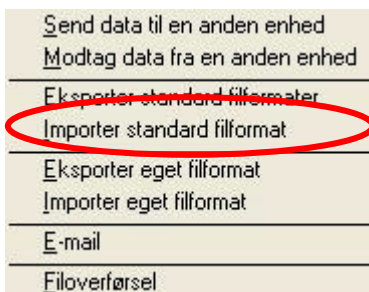 Send data til en anden enhed
Modtag data fra en anden enhed
Eksporter standard filformater
Importer standard filformat
Eksporter eget filformat
Importer eget filformat
E-mail
Filoverførsel